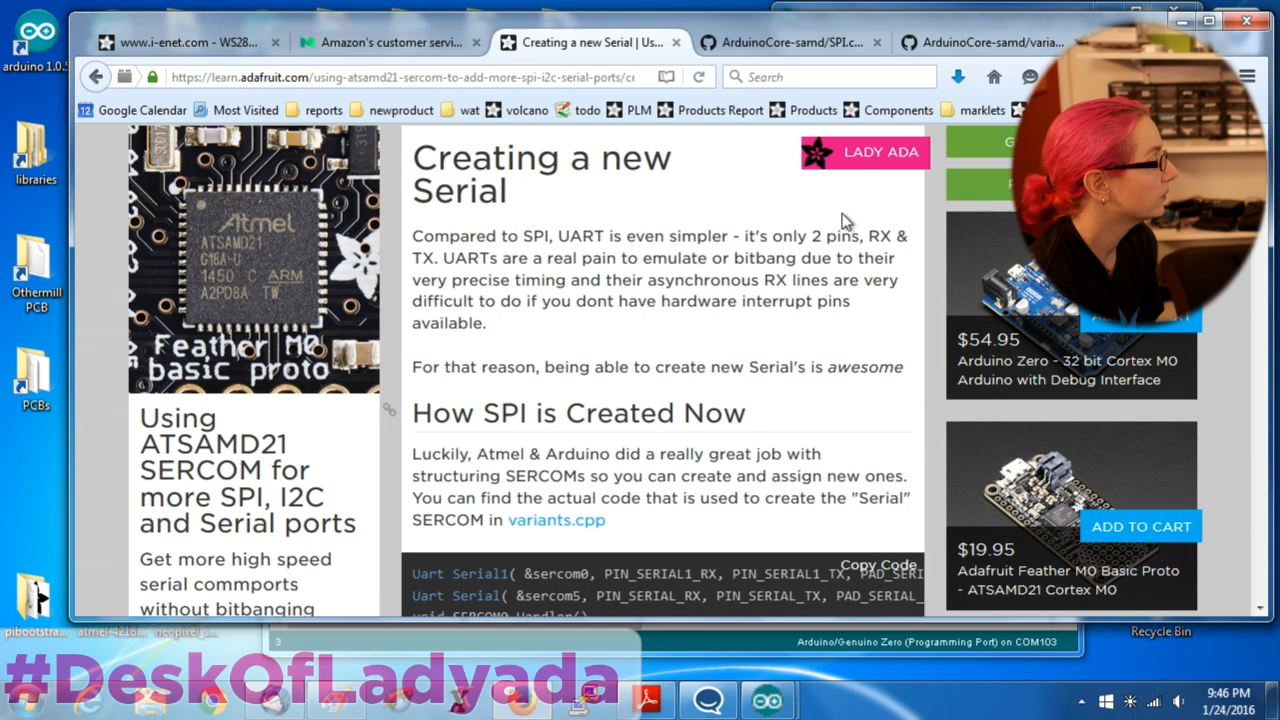 arduino 1.0.5
libraries
Othermill
PCB
PCBs
pibootstra...
atmel-4218...
neopixel_s...
www.i-enet.com - WS28...
Amazon's customer servi...
Creating a new Serial | Us...
ArduinoCore-samd/SPI.c...
ArduinoCore-samd/varia...
https://learn.adafruit.com/using-atsamd21-sercom-to-add-more-spi-i2c-serial-ports/cr
Search
12
Google Calendar
Most Visited
reports
newproduct
wat
volcano
todo
PLM
Products Report
Products
Components
marklets
Atmel
ATSAMD21
G18A-U
1450 C ARM
A2PD8A TW
Feather M0
basic proto
Using
ATSAMD21
SERCOM for
more SPI, I2C
and Serial ports
Get more high speed
serial commports
without bitbanging
Creating a new
Serial
LADY ADA
Compared to SPI, UART is even simpler - it's only 2 pins, RX &
TX. UARTs are a real pain to emulate or bitbang due to their
very precise timing and their asynchronous RX lines are very
difficult to do if you dont have hardware interrupt pins
available.
For that reason, being able to create new Serial's is awesome
How SPI is Created Now
Luckily, Atmel & Arduino did a really great job with
structuring SERCOMs so you can create and assign new ones.
You can find the actual code that is used to create the "Serial"
SERCOM in variants.cpp
Copy Code
Uart Serial1( &sercom0, PIN_SERIAL1_RX, PIN_SERIAL1_TX, PAD_SERI
Uart Serial( &sercom5, PIN_SERIAL_RX, PIN_SERIAL_TX, PAD_SERIAL_
void SERCOM0_Handler()
$54.95
Arduino Zero - 32 bit Cortex M0
Arduino with Debug Interface
ADD TO CART
$19.95
Adafruit Feather M0 Basic Proto
- ATSAMD21 Cortex M0
3
Arduino/Genuino Zero (Programming Port) on COM103
Recycle Bin
#DeskOfLadyada
9:46 PM
1/24/2016